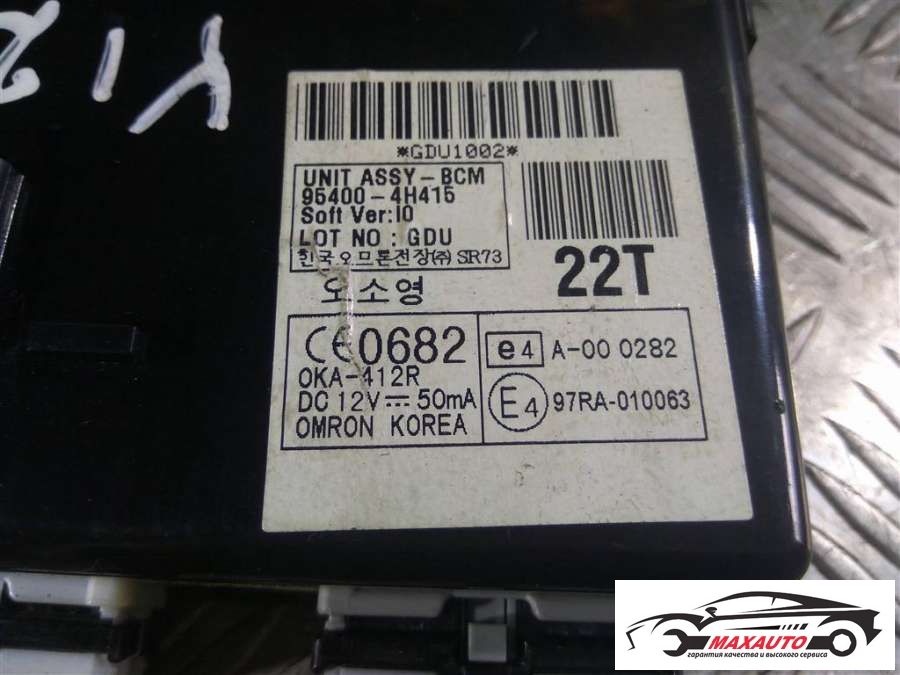 *GDU1002*
UNIT ASSY-BCM
95400-4H415
Soft Ver:I0
LOT NO : GDU
한국오므론전장(주) SR73
22T
오소영
CE0682
OKA-412R
DC 12V⎓50mA
OMRON KOREA
e4 A-00 0282
E4 97RA-010063
MAXAUTO
гарантия качества и высокого сервиса